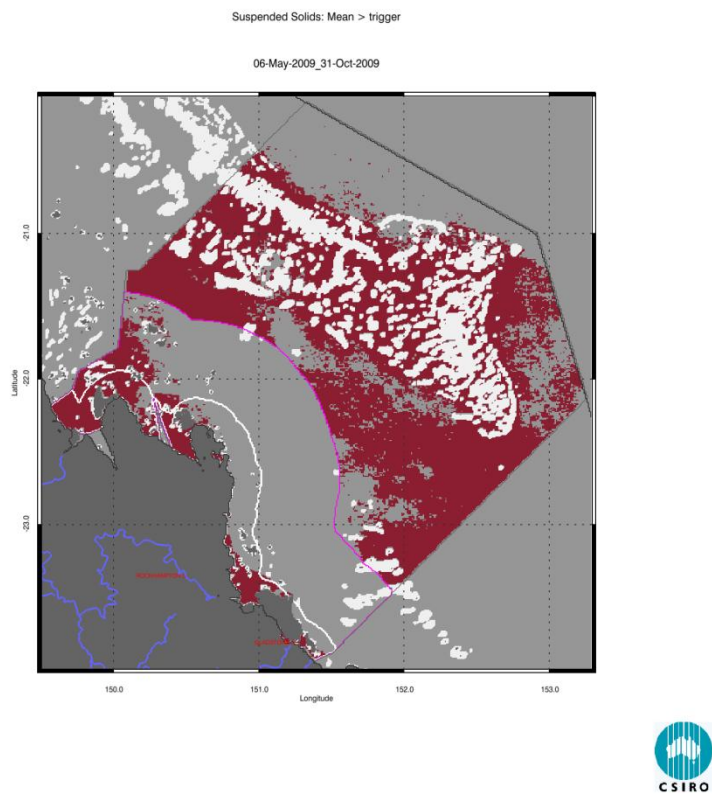 Suspended Solids: Mean > trigger
06-May-2009_31-Oct-2009
-21.0
-22.0
-23.0
Latitude
150.0
151.0
152.0
153.0
Longitude
CSIRO